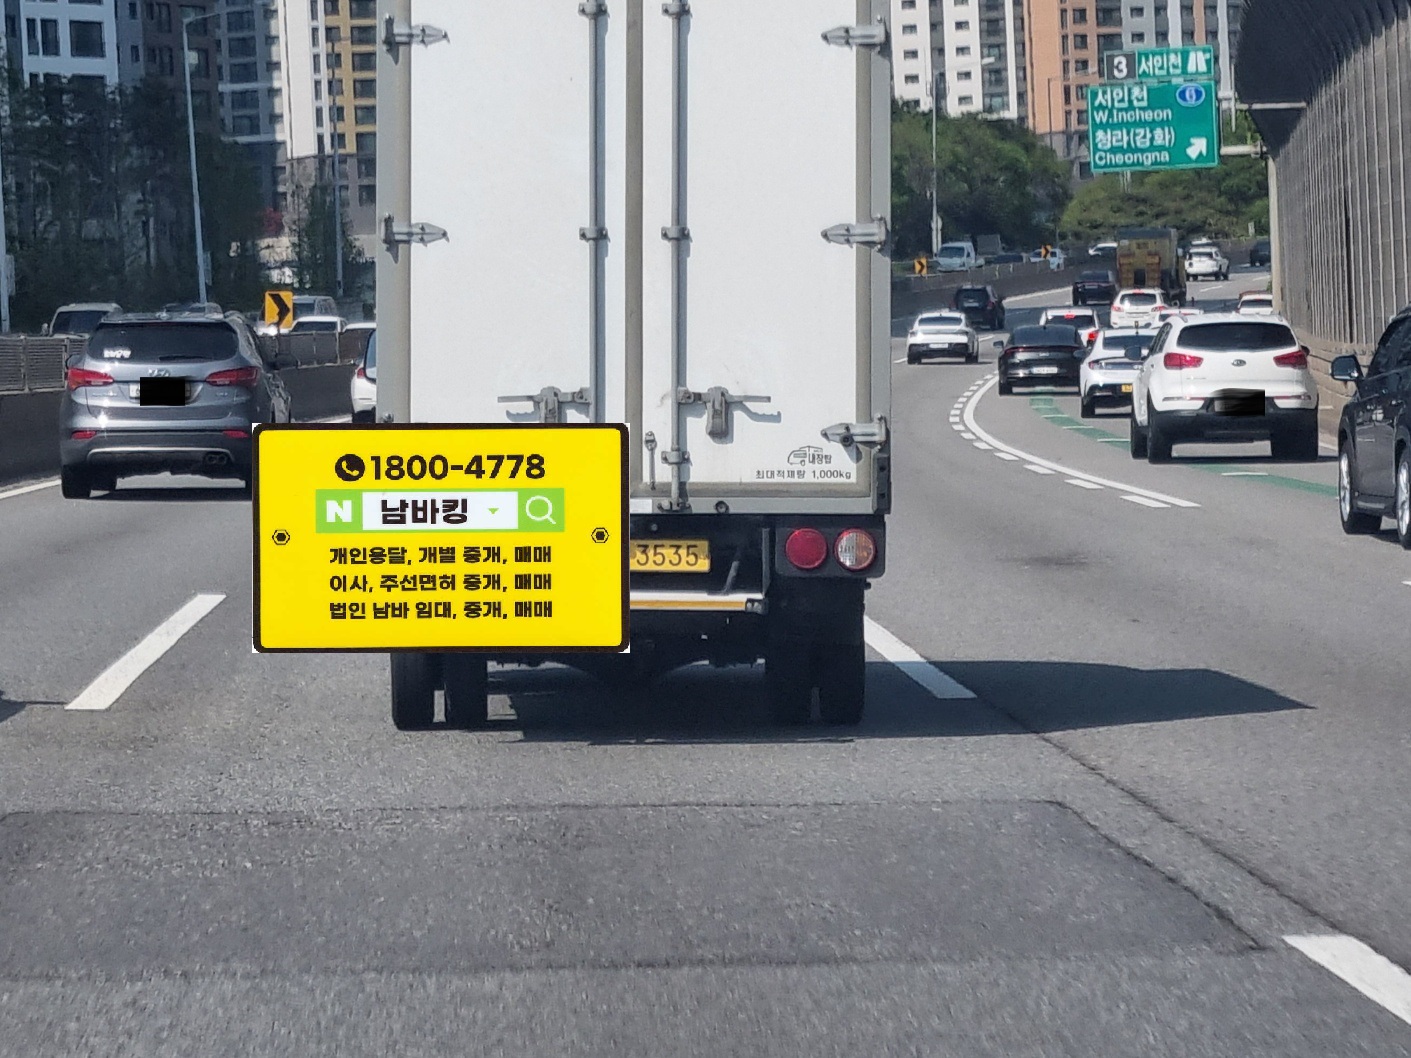 3 서인천
서인천 6
W.Incheon
청라(강화)
Cheongna
내장탑
최대적재량 1,000kg
1800-4778
N 남바킹
개인용달, 개별 중개, 매매
이사, 주선면허 중개, 매매
법인 남바 임대, 중개, 매매
3535